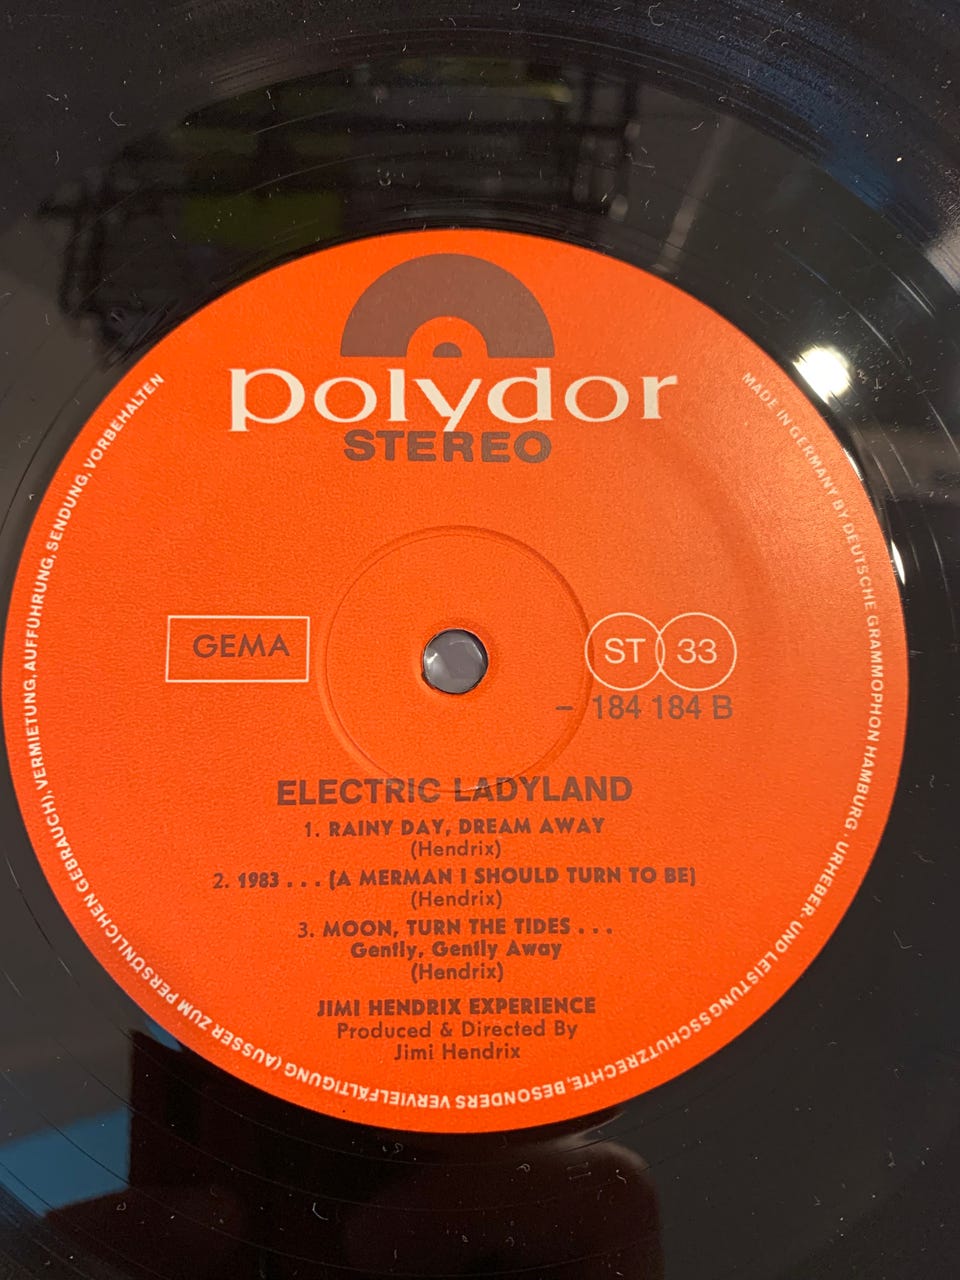 polydor
STEREO
GEMA
ST 33
– 184 184 B
ELECTRIC LADYLAND
1. RAINY DAY, DREAM AWAY
(Hendrix)
2. 1983 . . . (A MERMAN I SHOULD TURN TO BE)
(Hendrix)
3. MOON, TURN THE TIDES . . .
Gently, Gently Away
(Hendrix)
JIMI HENDRIX EXPERIENCE
Produced & Directed By
Jimi Hendrix
MADE IN GERMANY BY DEUTSCHE GRAMMOPHON HAMBURG · URHEBER- UND LEISTUNGSSCHUTZRECHTE, BESONDERS VERVIELFÄLTIGUNG (AUSSER ZUM PERSÖNLICHEN GEBRAUCH), VERMIETUNG, AUFFÜHRUNG, SENDUNG, VORBEHALTEN